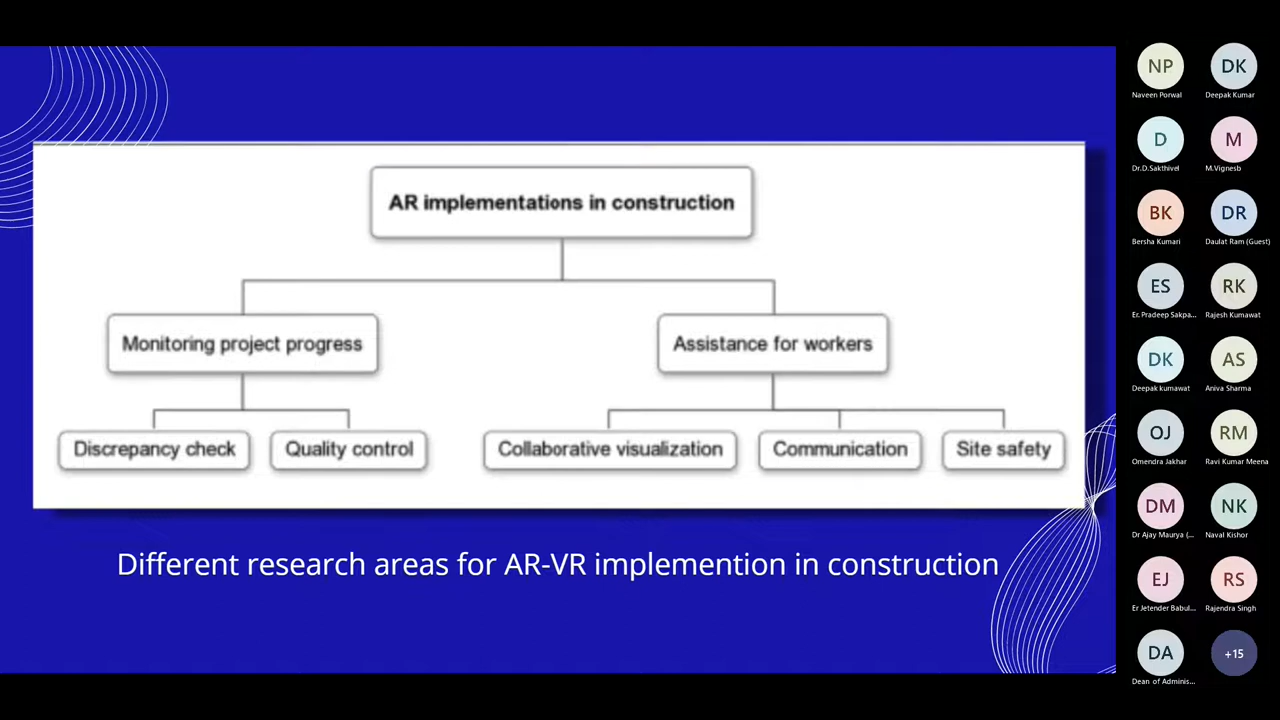 AR implementations in construction
Monitoring project progress
Assistance for workers
Discrepancy check
Quality control
Collaborative visualization
Communication
Site safety
Different research areas for AR-VR implemention in construction
NP
DK
Naveen Porwal
Deepak Kumar
D
M
Dr.D.Sakthivel
M.Vignesb
BK
DR
Bersha Kumari
Daulat Ram (Guest)
ES
RK
Er. Pradeep Sakpa...
Rajesh Kumawat
DK
AS
Deepak kumawat
Aniva Sharma
OJ
RM
Omendra Jakhar
Ravi Kumar Meena
DM
NK
Dr Ajay Maurya (...
Naval Kishor
EJ
RS
Er Jetender Babul...
Rajendra Singh
DA
+15
Dean of Adminis...